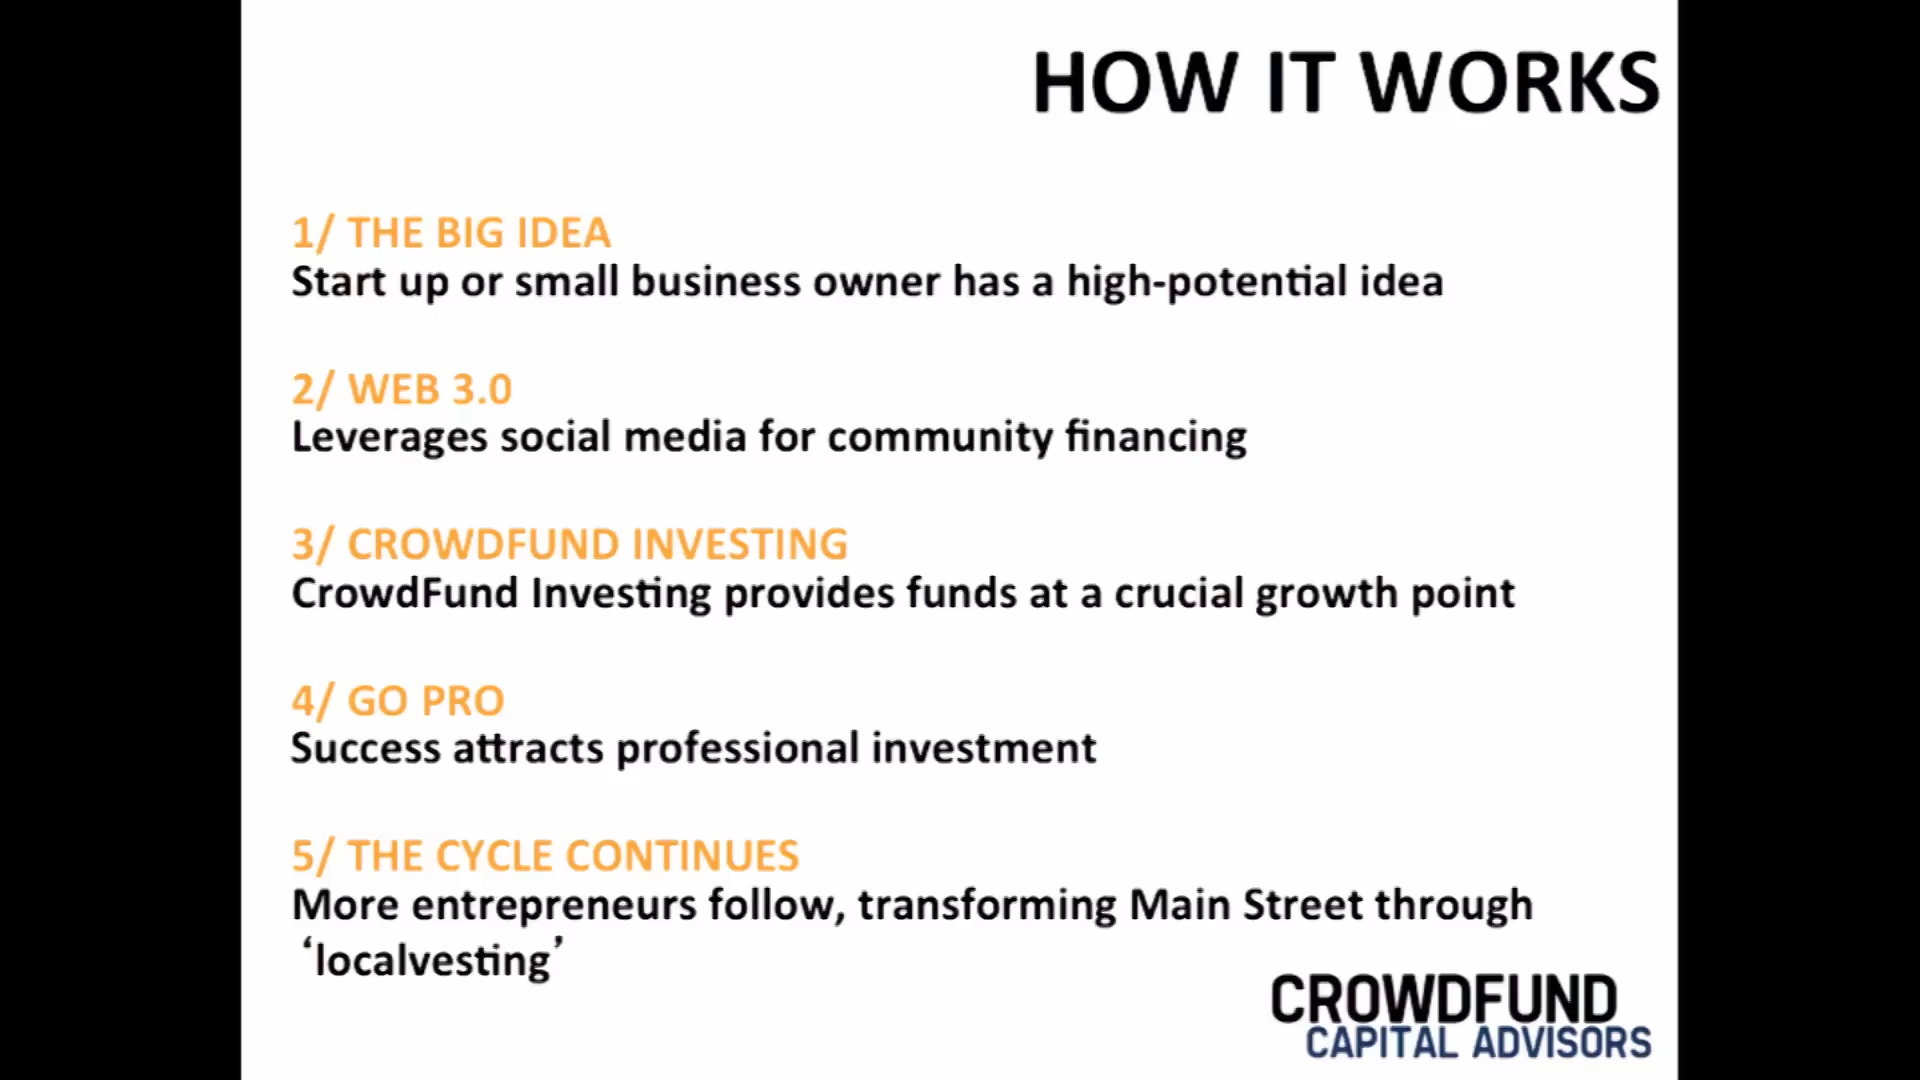 HOW IT WORKS
1/ THE BIG IDEA
Start up or small business owner has a high-potential idea
2/ WEB 3.0
Leverages social media for community financing
3/ CROWDFUND INVESTING
CrowdFund Investing provides funds at a crucial growth point
4/ GO PRO
Success attracts professional investment
5/ THE CYCLE CONTINUES
More entrepreneurs follow, transforming Main Street through
‘localvesting’
CROWDFUND
CAPITAL ADVISORS